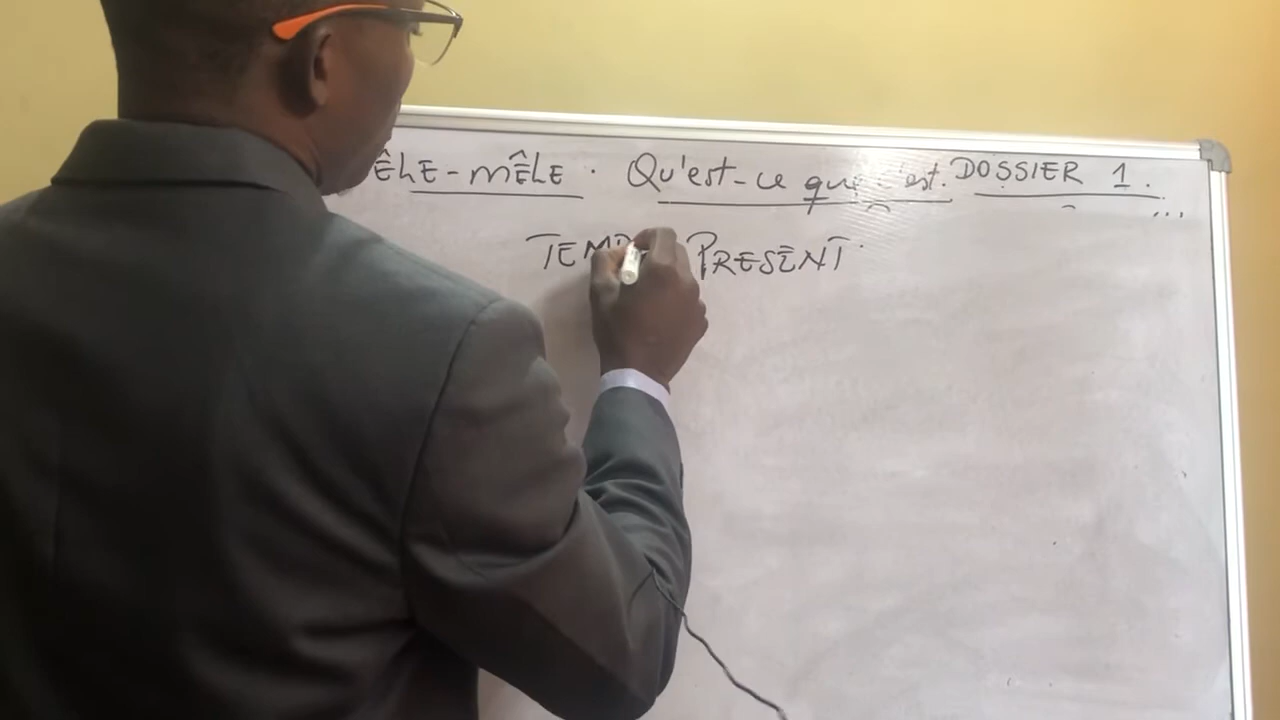 ÊLE-MÊLE. Qu'est-ce que c'est. DOSSIER 1. ...
TEMPS PRESENT.